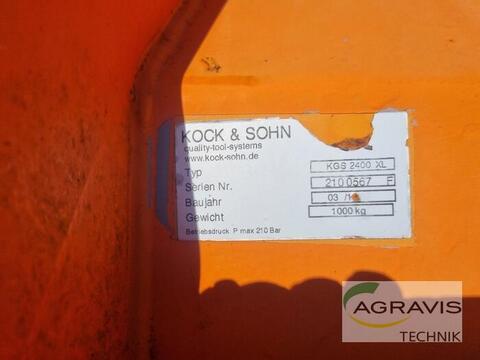 KOCK & SOHN
quality-tool-systems
www.kock-sohn.de
Typ KGS 2400 XL
Serien Nr. 210 0567 F
Baujahr 03 /
Gewicht 1000 kg
Betriebsdruck P max 210 Bar
AGRAVIS
TECHNIK